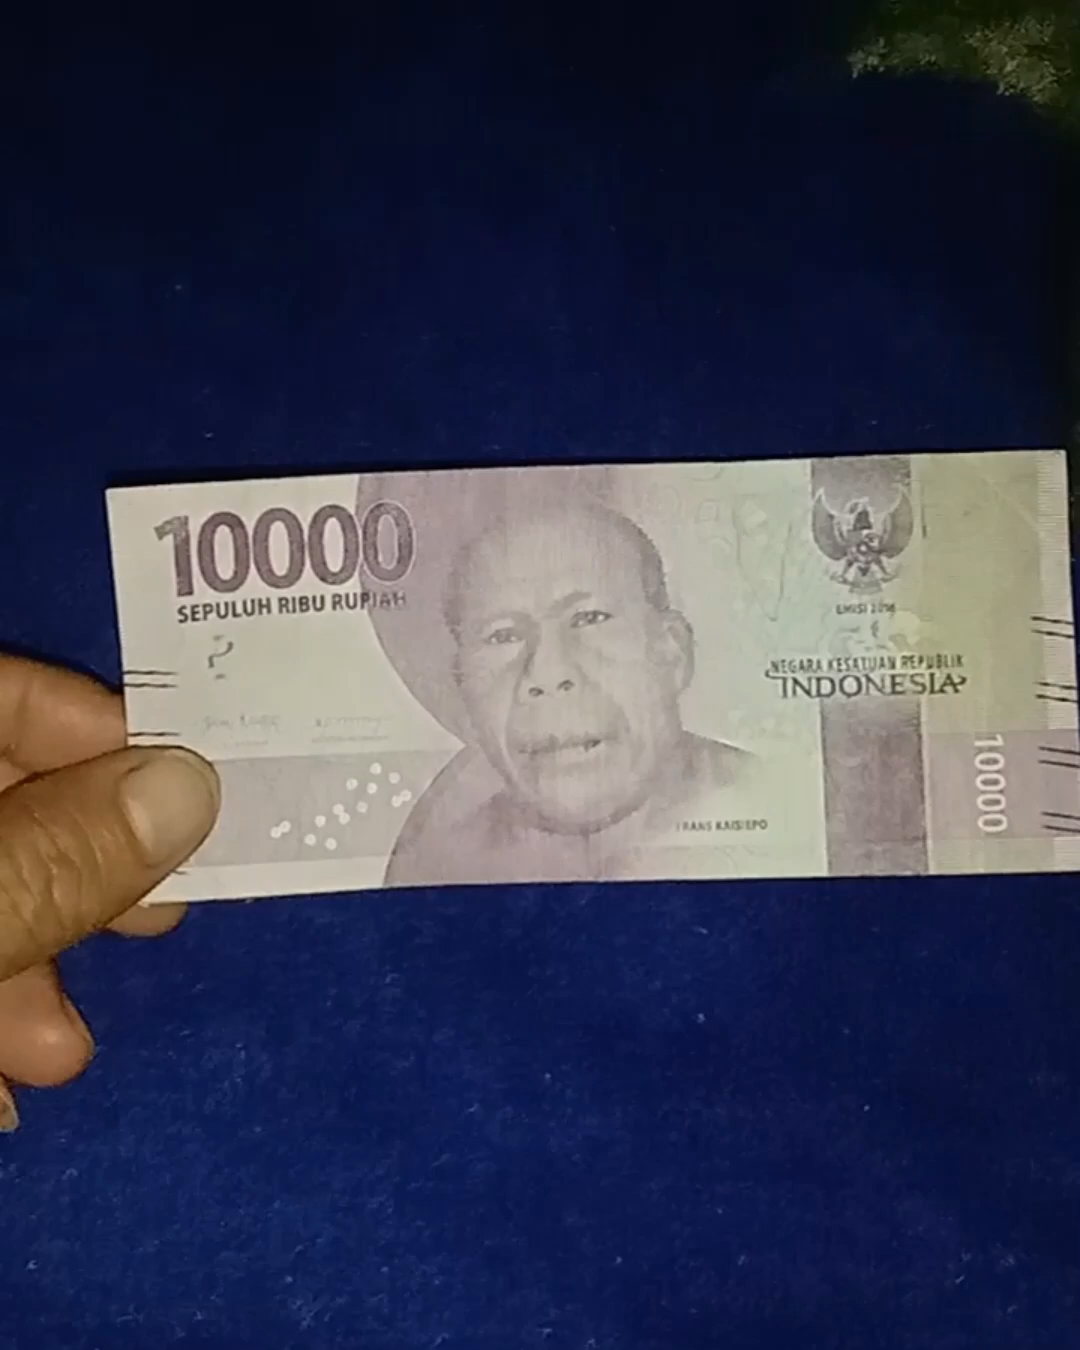 10000
SEPULUH RIBU RUPIAH
EMISI 2016
NEGARA KESATUAN REPUBLIK
INDONESIA
10000
FRANS KAISIEPO